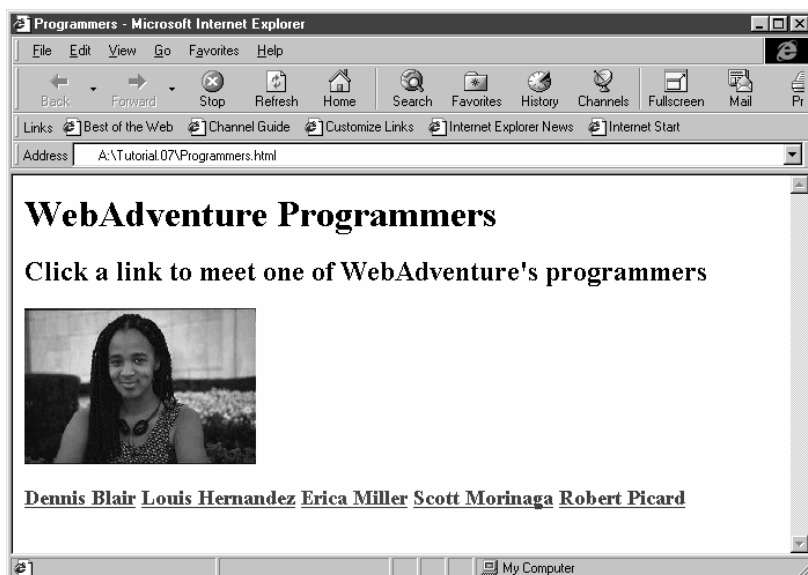 Programmers - Microsoft Internet Explorer
File Edit View Go Favorites Help
Back Forward Stop Refresh Home Search Favorites History Channels Fullscreen Mail Pr
Links Best of the Web Channel Guide Customize Links Internet Explorer News Internet Start
Address A:\Tutorial.07\Programmers.html
WebAdventure Programmers
Click a link to meet one of WebAdventure's programmers
Dennis Blair Louis Hernandez Erica Miller Scott Morinaga Robert Picard
My Computer